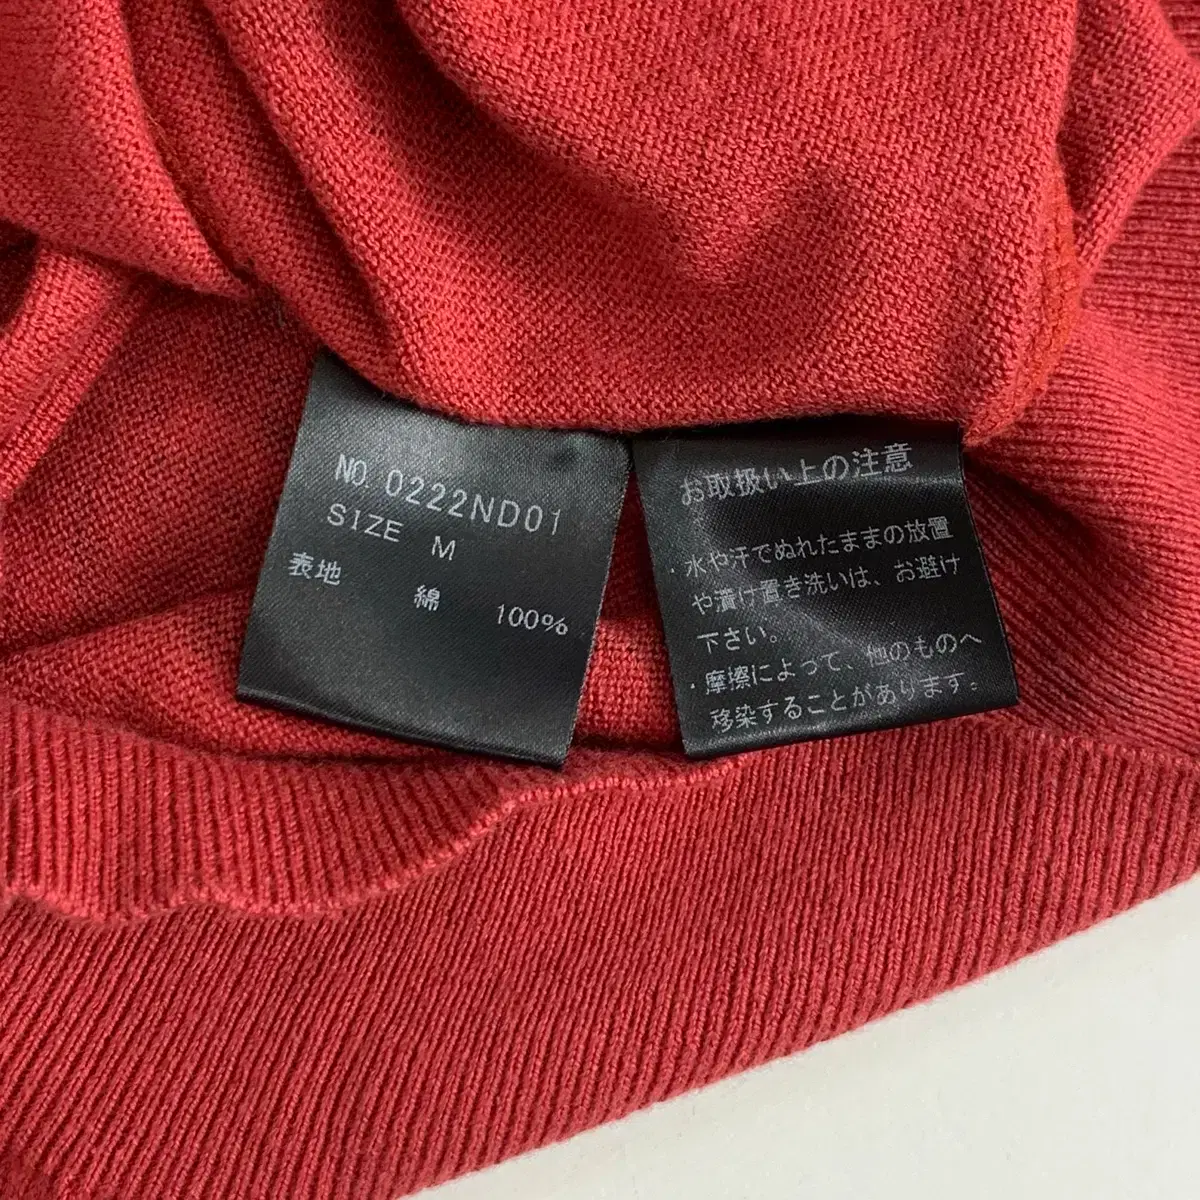 NO. 0222ND01
SIZE M
表地 綿 100%
お取扱い上の注意
・水や汗でぬれたままの放置
や漬け置き洗いは、お避け
下さい。
・摩擦によって、他のものへ
移染することがあります。